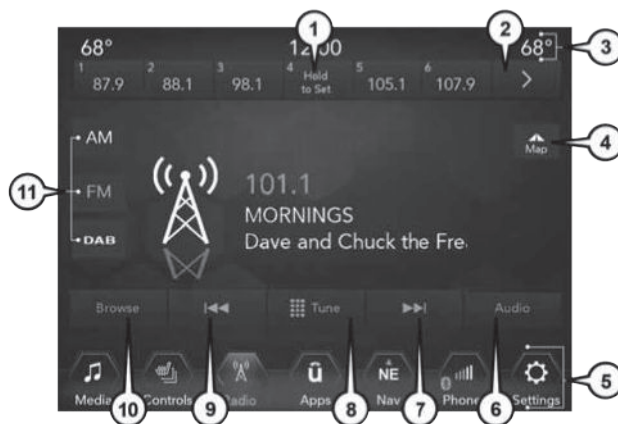 1 2 3
68° 12:00 68°
1 87.9 2 88.1 3 98.1 4 Hold to Set 5 105.1 6 107.9 >
4
Map
AM
FM
DAB
11
101.1
MORNINGS
Dave and Chuck the Fre
Browse Tune Audio
Media Controls Radio Apps Nav Phone Settings
ū NE
5
10 9 8 7 6